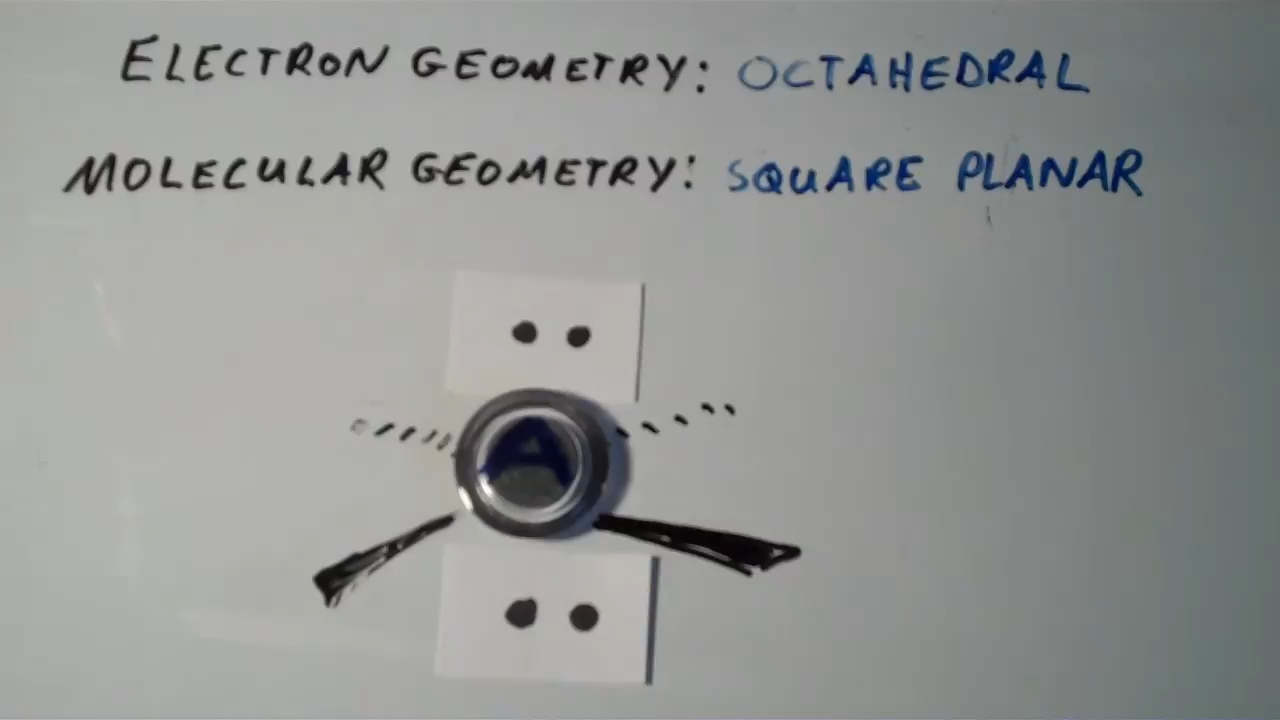 ELECTRON GEOMETRY: OCTAHEDRAL
MOLECULAR GEOMETRY: SQUARE PLANAR
A